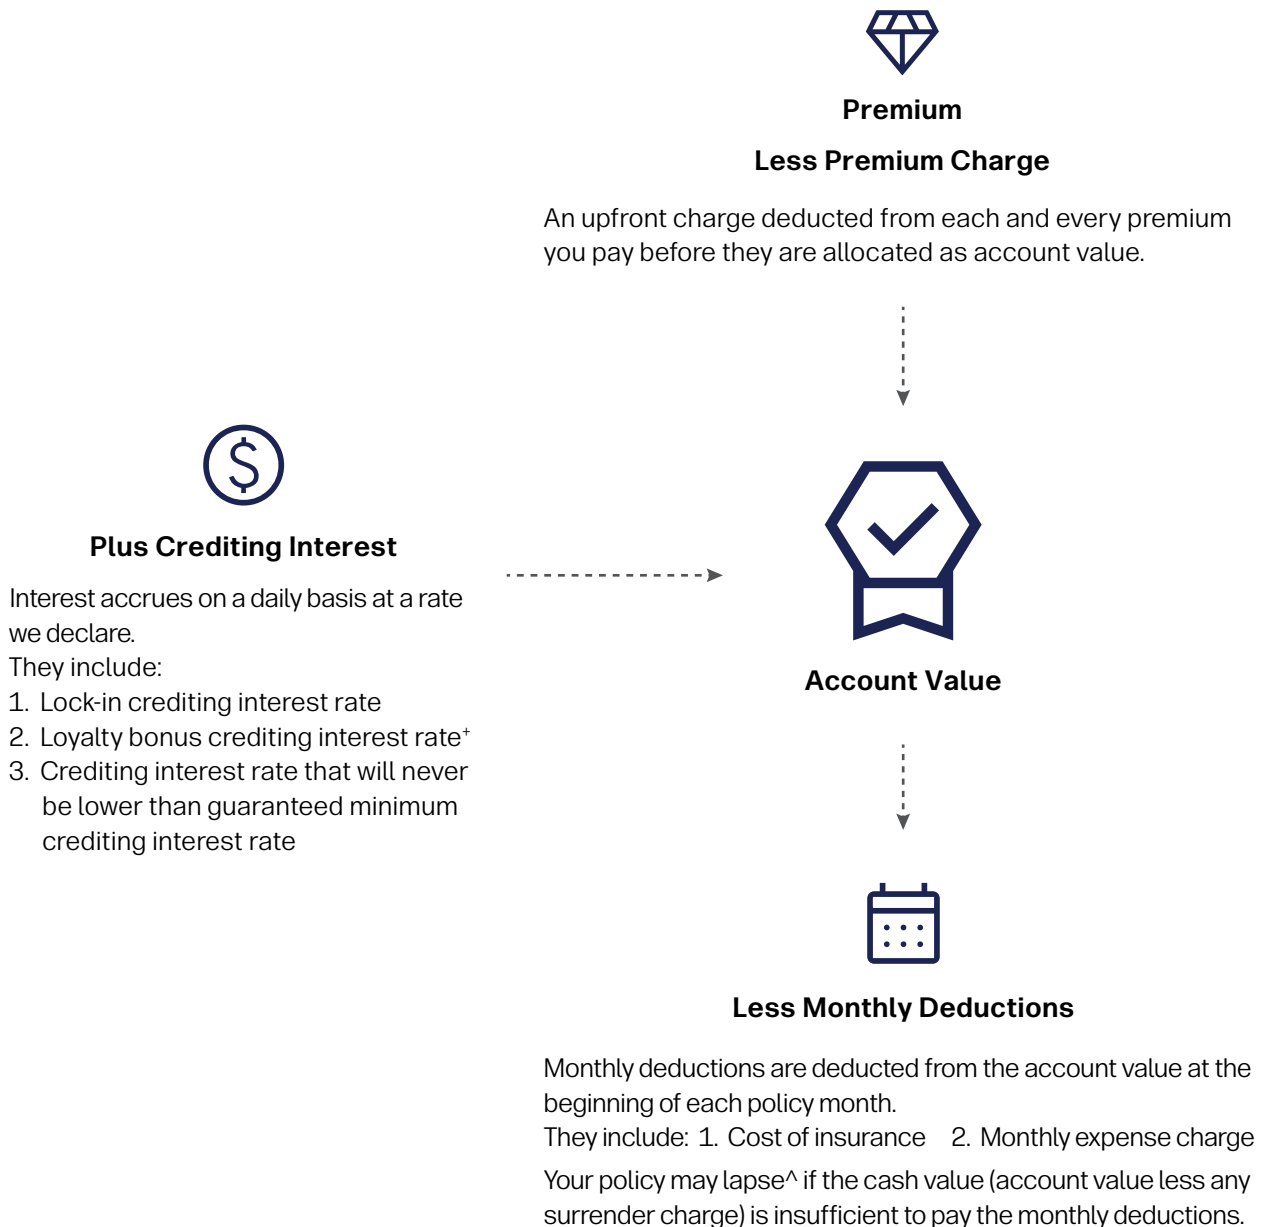 Premium
Less Premium Charge
An upfront charge deducted from each and every premium
you pay before they are allocated as account value.
Plus Crediting Interest
Interest accrues on a daily basis at a rate
we declare.
They include:
1. Lock-in crediting interest rate
2. Loyalty bonus crediting interest rate⁺
3. Crediting interest rate that will never
be lower than guaranteed minimum
crediting interest rate
Account Value
Less Monthly Deductions
Monthly deductions are deducted from the account value at the
beginning of each policy month.
They include: 1. Cost of insurance 2. Monthly expense charge
Your policy may lapse^ if the cash value (account value less any
surrender charge) is insufficient to pay the monthly deductions.